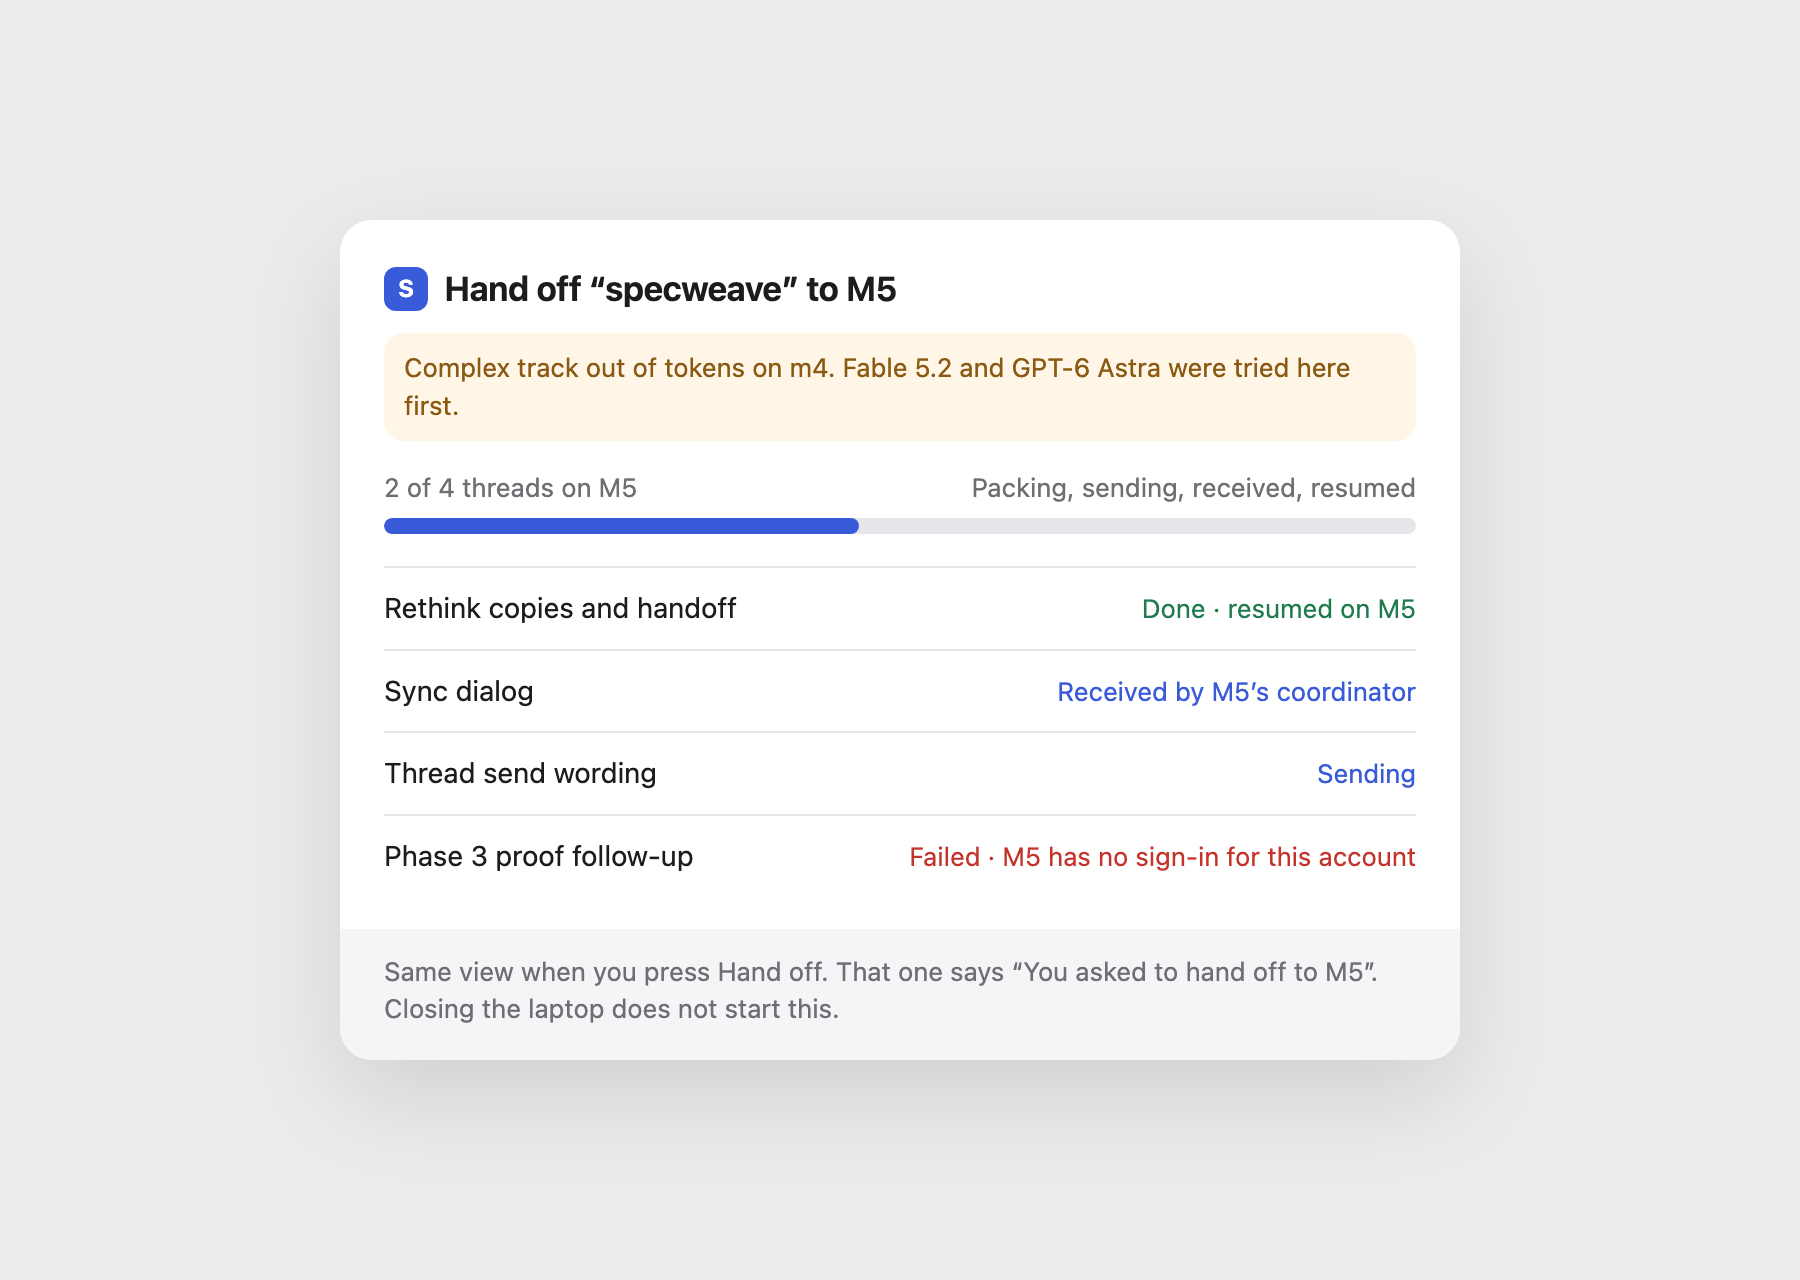 S Hand off “specweave” to M5
Complex track out of tokens on m4. Fable 5.2 and GPT-6 Astra were tried here
first.
2 of 4 threads on M5 Packing, sending, received, resumed
Rethink copies and handoff Done · resumed on M5
Sync dialog Received by M5’s coordinator
Thread send wording Sending
Phase 3 proof follow-up Failed · M5 has no sign-in for this account
Same view when you press Hand off. That one says “You asked to hand off to M5”.
Closing the laptop does not start this.